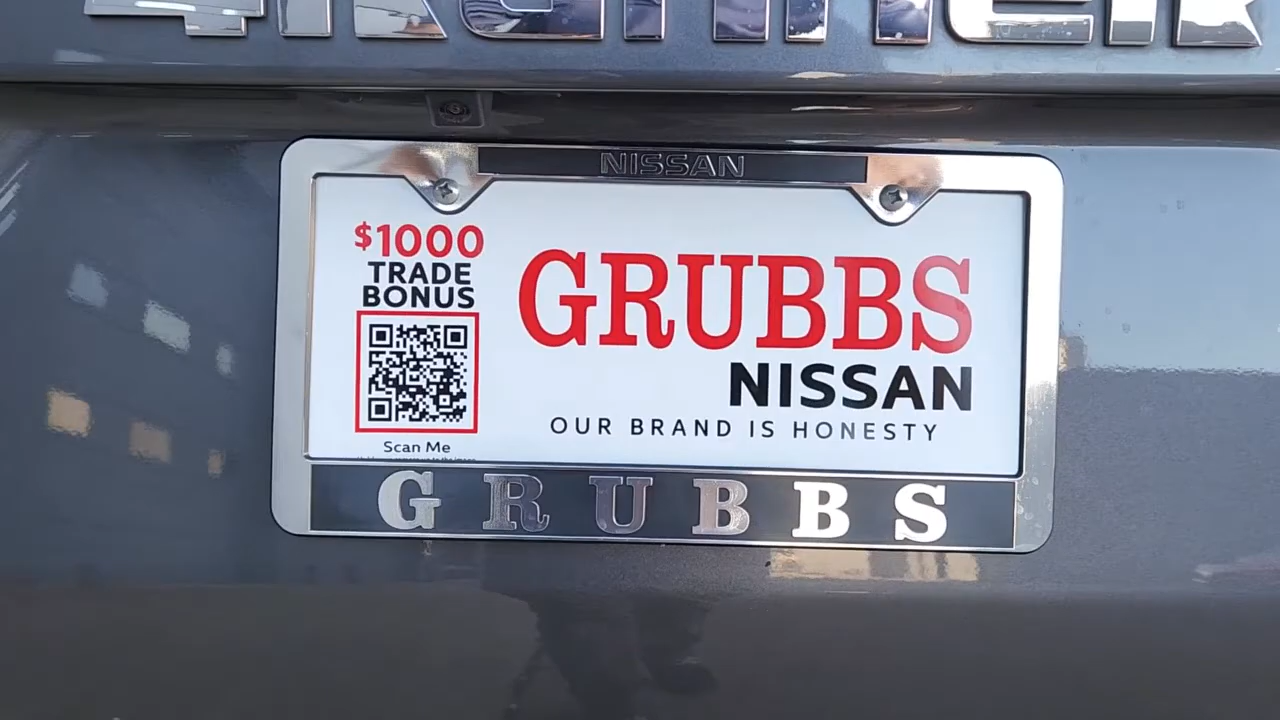 NISSAN
$1000
TRADE
BONUS
Scan Me
GRUBBS
NISSAN
OUR BRAND IS HONESTY
GRUBBS